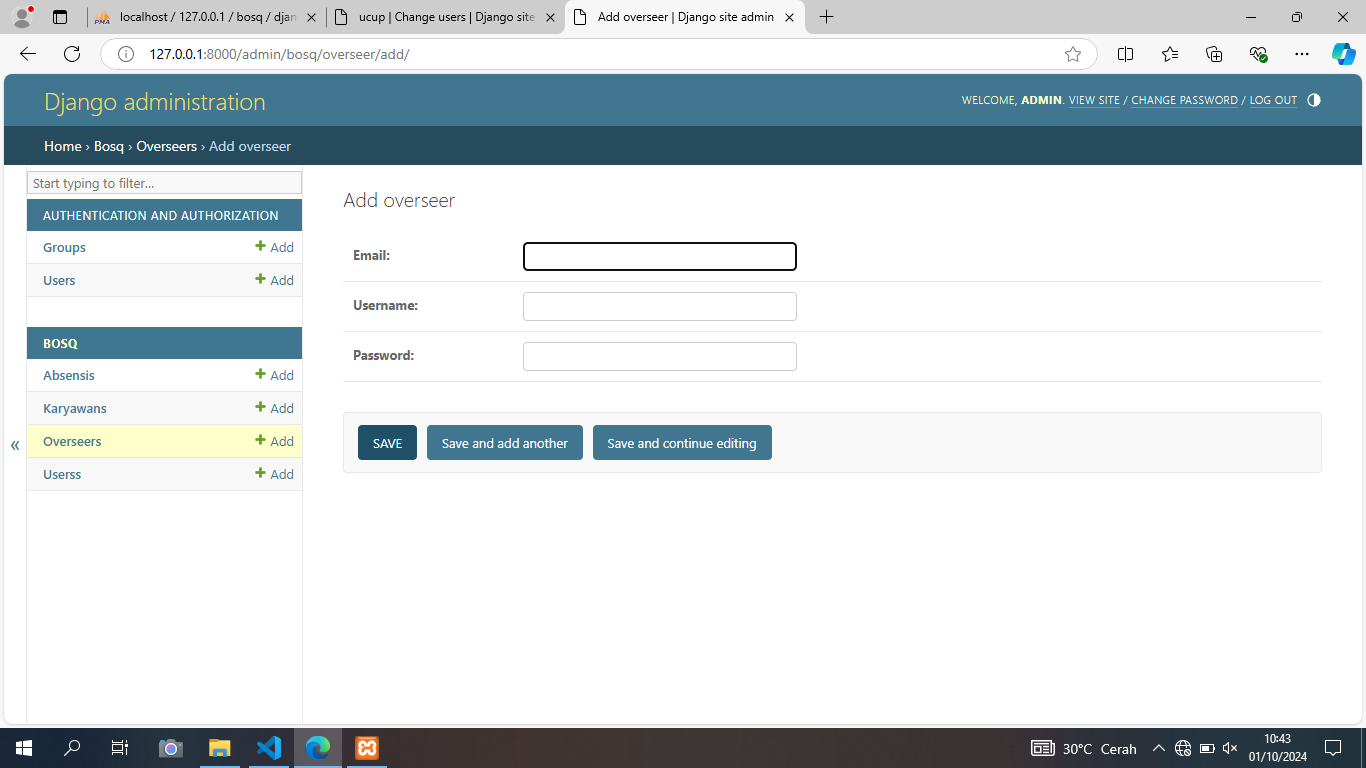 localhost / 127.0.0.1 / bosq / djan
ucup | Change users | Django site
Add overseer | Django site admin
127.0.0.1:8000/admin/bosq/overseer/add/
Django administration
WELCOME, ADMIN. VIEW SITE / CHANGE PASSWORD / LOG OUT
Home › Bosq › Overseers › Add overseer
Start typing to filter...
AUTHENTICATION AND AUTHORIZATION
Groups + Add
Users + Add
BOSQ
Absensis + Add
Karyawans + Add
Overseers + Add
Userss + Add
«
Add overseer
Email:
Username:
Password:
SAVE
Save and add another
Save and continue editing
30°C Cerah
10:43
01/10/2024